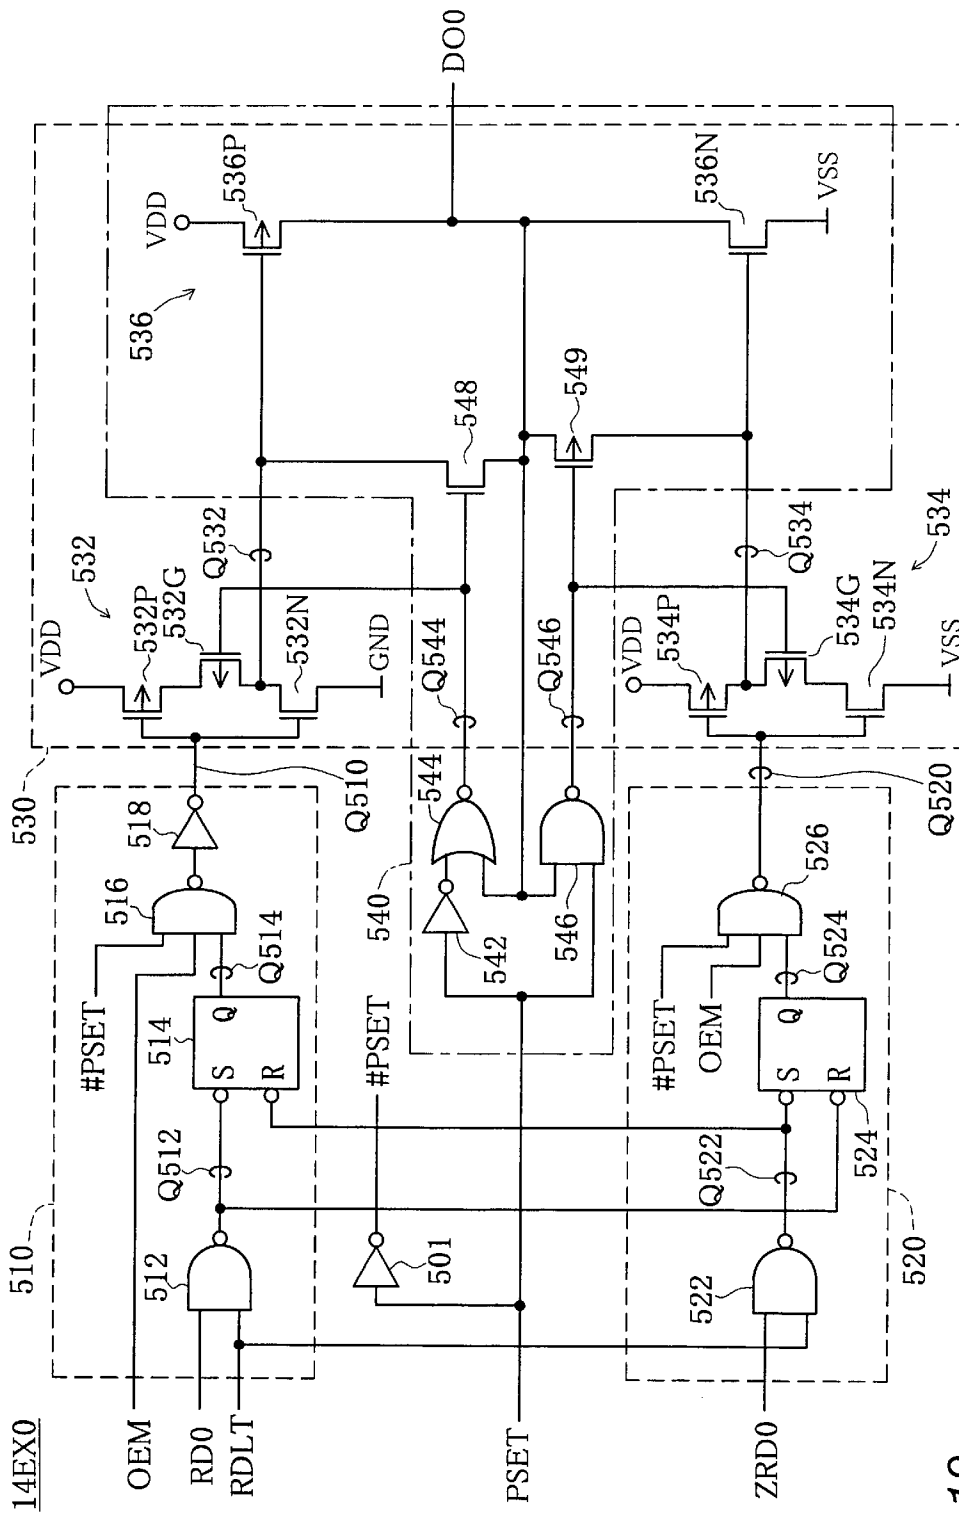 14EX0
510
OEM
RD0
RDLT
512
Q512
#PSET
514
S
R
Q
516
Q514
518
Q510
530
VDD
532
532P
532G
Q532
532N
GND
VDD
536P
536
DO0
501
#PSET
PSET
540
542
544
Q544
546
Q546
548
549
536N
VSS
ZRD0
522
Q522
520
524
S
R
Q
#PSET
OEM
Q524
526
Q520
VDD
534P
Q534
534
534G
534N
VSS